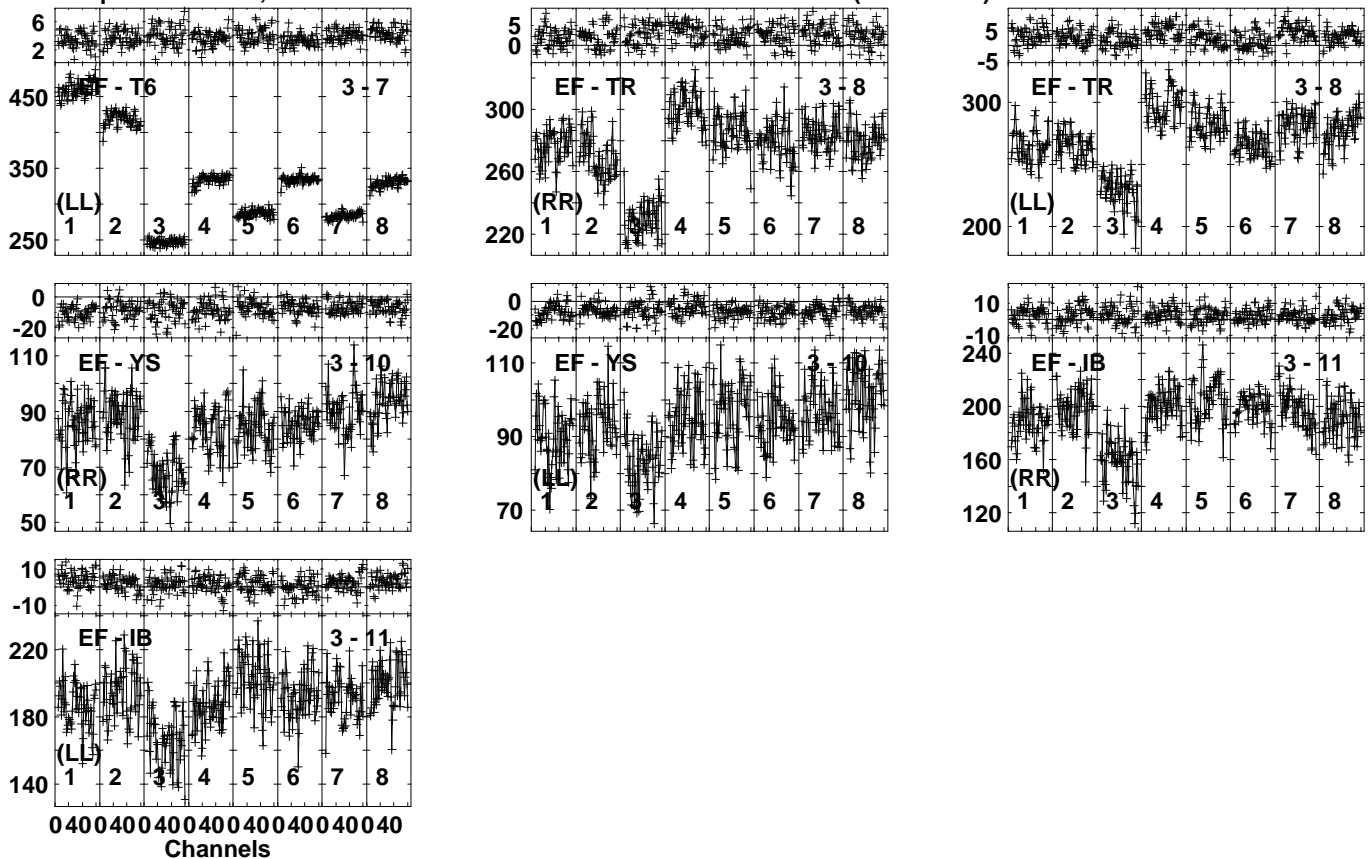 6
2
EF - T6 3 - 7
450
350
250
(LL)
1 2 3 4 5 6 7 8
5
0
EF - TR 3 - 8
300
260
220
(RR)
1 2 3 4 5 6 7 8
5
-5
EF - TR 3 - 8
300
200
(LL)
1 2 3 4 5 6 7 8
0
-20
EF - YS 3 - 10
110
90
70
50
(RR)
1 2 3 4 5 6 7 8
0
-20
EF - YS 3 - 10
110
90
70
(LL)
1 2 3 4 5 6 7 8
10
-10
EF - IB 3 - 11
240
200
160
120
(RR)
1 2 3 4 5 6 7 8
10
-10
EF - IB 3 - 11
220
180
140
(LL)
1 2 3 4 5 6 7 8
0 40 0 40 0 40 0 40 0 40 0 40 0 40 0 40
Channels